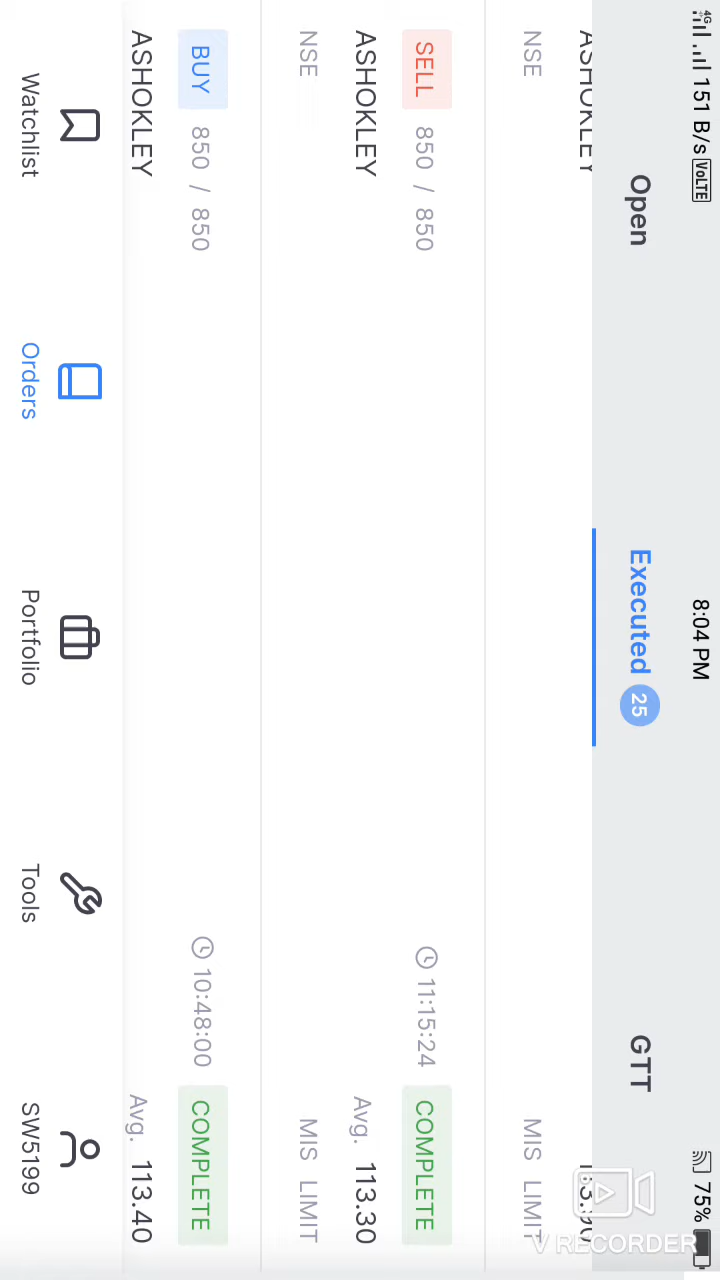 4G 151 B/s VoLTE 8:04 PM 75%
Open Executed 25 GTT
ASHOKLEY
NSE MIS LIMIT
SELL 850 / 850 11:15:24 COMPLETE
ASHOKLEY Avg. 113.30
NSE MIS LIMIT
BUY 850 / 850 10:48:00 COMPLETE
ASHOKLEY Avg. 113.40
Watchlist Orders Portfolio Tools SW5199
V RECORDER